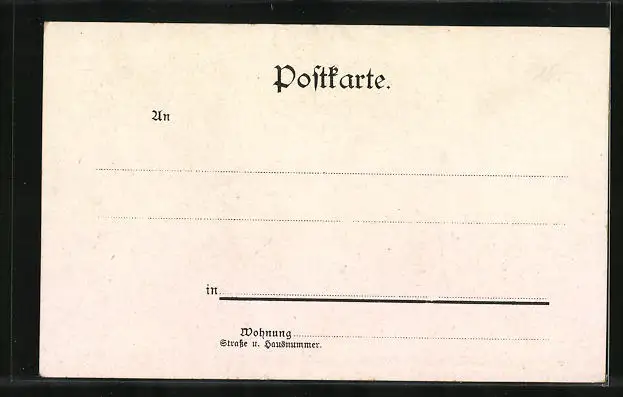 Postkarte.
An
in
Wohnung
Straße u. Hausnummer.